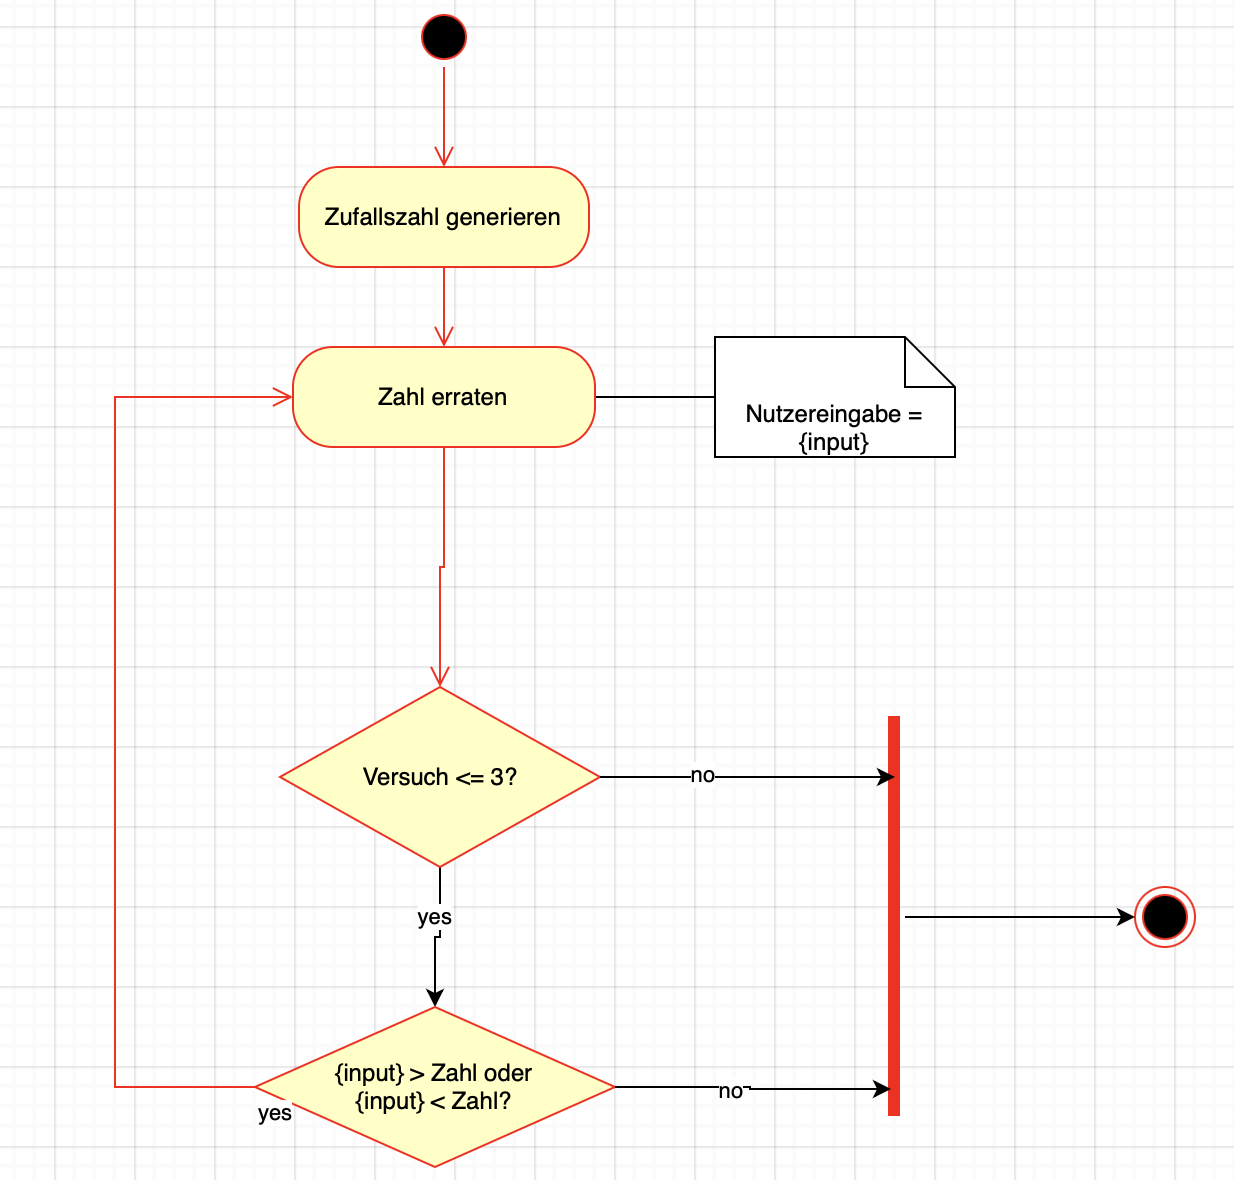 Zufallszahl generieren
Zahl erraten
Nutzereingabe =
{input}
Versuch <= 3?
no
yes
{input} > Zahl oder
{input} < Zahl?
no
yes